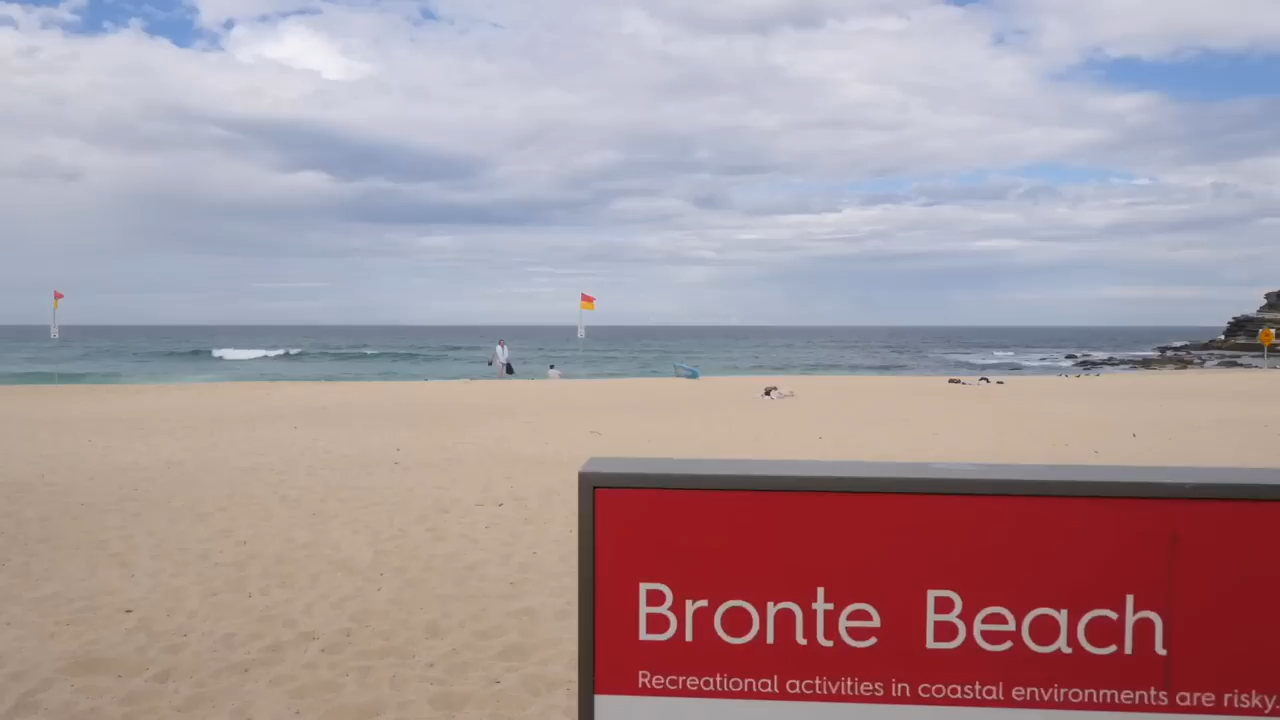 Bronte Beach
Recreational activities in coastal environments are risky.